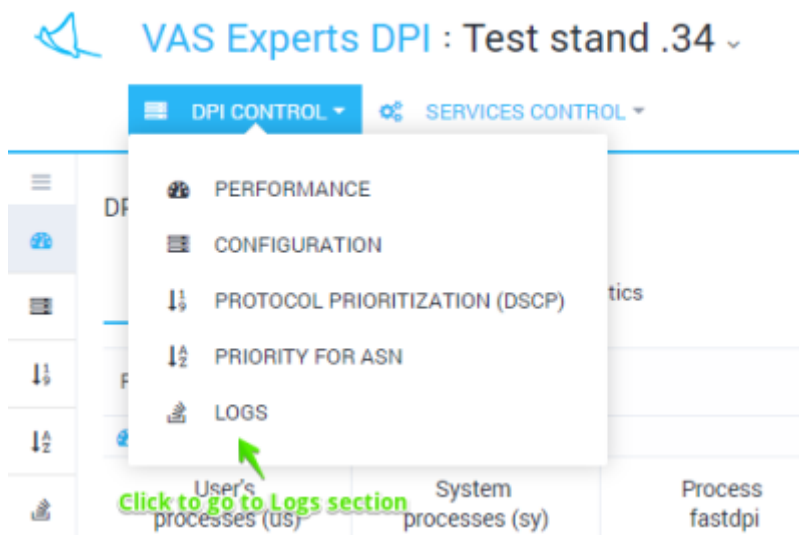 VAS Experts DPI : Test stand .34
DPI CONTROL SERVICES CONTROL
PERFORMANCE
CONFIGURATION
PROTOCOL PRIORITIZATION (DSCP)
tics
PRIORITY FOR ASN
LOGS
Click to go to Logs section
User's processes (us)
System processes (sy)
Process fastdpi